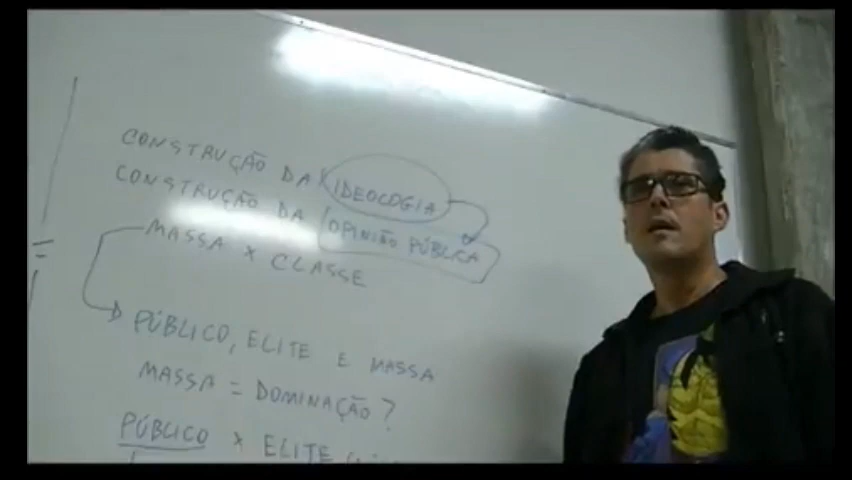 CONSTRUÇÃO DA IDEOLOGIA
CONSTRUÇÃO DA OPINIÃO PÚBLICA
MASSA X CLASSE
PÚBLICO, ELITE E MASSA
MASSA = DOMINAÇÃO?
PÚBLICO X ELITE